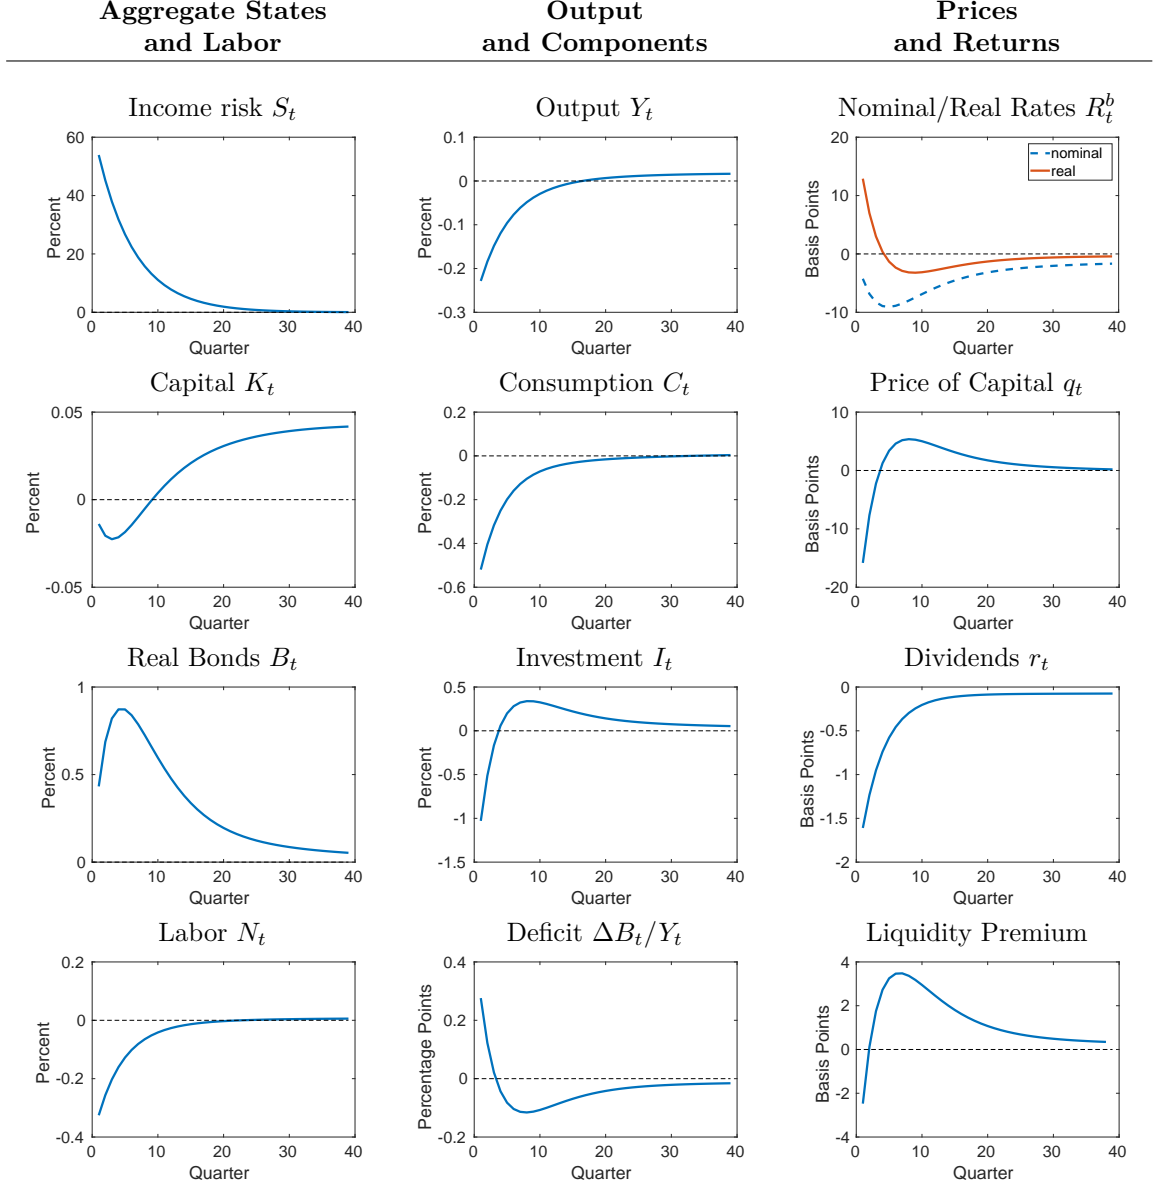 Aggregate States
and Labor
Output
and Components
Prices
and Returns
Income risk S_t
60
40
20
0
Percent
0 10 20 30 40
Quarter
Output Y_t
0.1
0
-0.1
-0.2
-0.3
Percent
0 10 20 30 40
Quarter
Nominal/Real Rates R_t^b
20
10
0
-10
Basis Points
nominal
real
0 10 20 30 40
Quarter
Capital K_t
0.05
0
-0.05
Percent
0 10 20 30 40
Quarter
Consumption C_t
0.2
0
-0.2
-0.4
-0.6
Percent
0 10 20 30 40
Quarter
Price of Capital q_t
10
0
-10
-20
Basis Points
0 10 20 30 40
Quarter
Real Bonds B_t
1
0.5
0
Percent
0 10 20 30 40
Quarter
Investment I_t
0.5
0
-0.5
-1
-1.5
Percent
0 10 20 30 40
Quarter
Dividends r_t
0
-0.5
-1
-1.5
-2
Basis Points
0 10 20 30 40
Quarter
Labor N_t
0.2
0
-0.2
-0.4
Percent
0 10 20 30 40
Quarter
Deficit ΔB_t/Y_t
0.4
0.2
0
-0.2
Percentage Points
0 10 20 30 40
Quarter
Liquidity Premium
4
2
0
-2
-4
Basis Points
0 10 20 30 40
Quarter